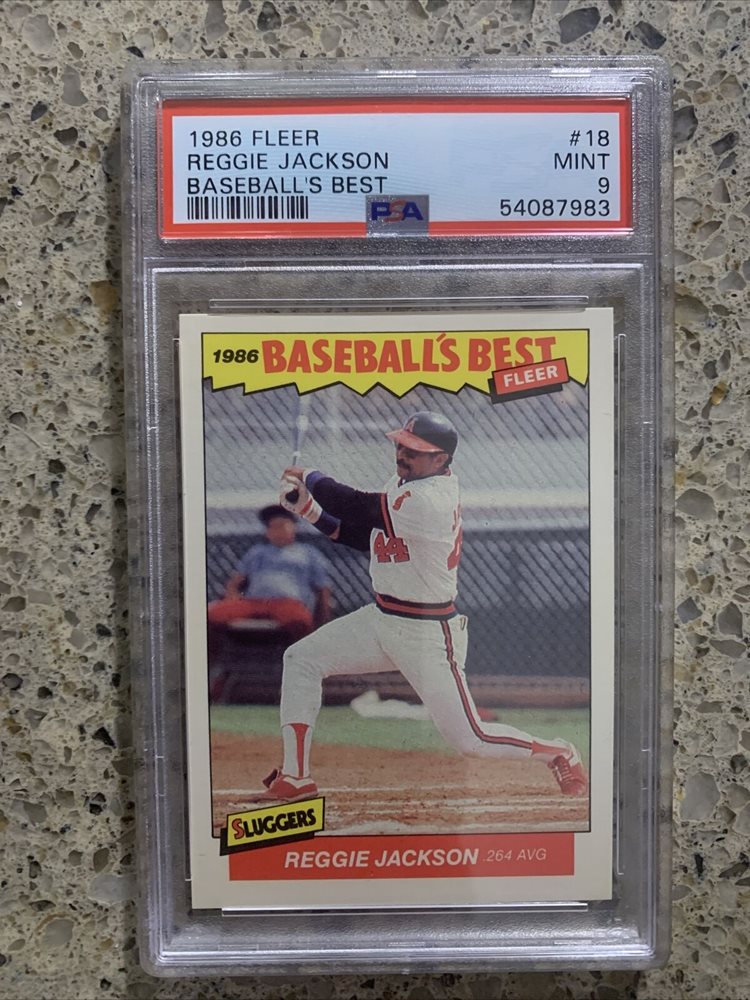 1986 FLEER #18
REGGIE JACKSON MINT
BASEBALL'S BEST 9
PSA 54087983
1986 BASEBALL'S BEST
FLEER
44
SLUGGERS
REGGIE JACKSON .264 AVG